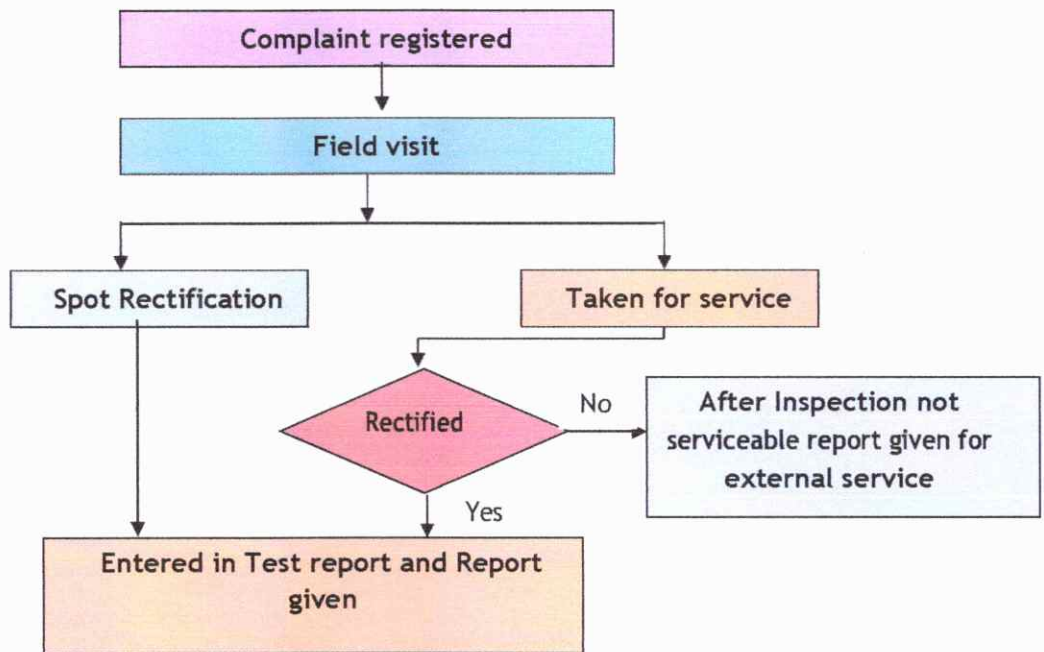 Complaint registered
Field visit
Spot Rectification
Taken for service
Rectified
No
After Inspection not
serviceable report given for
external service
Yes
Entered in Test report and Report
given